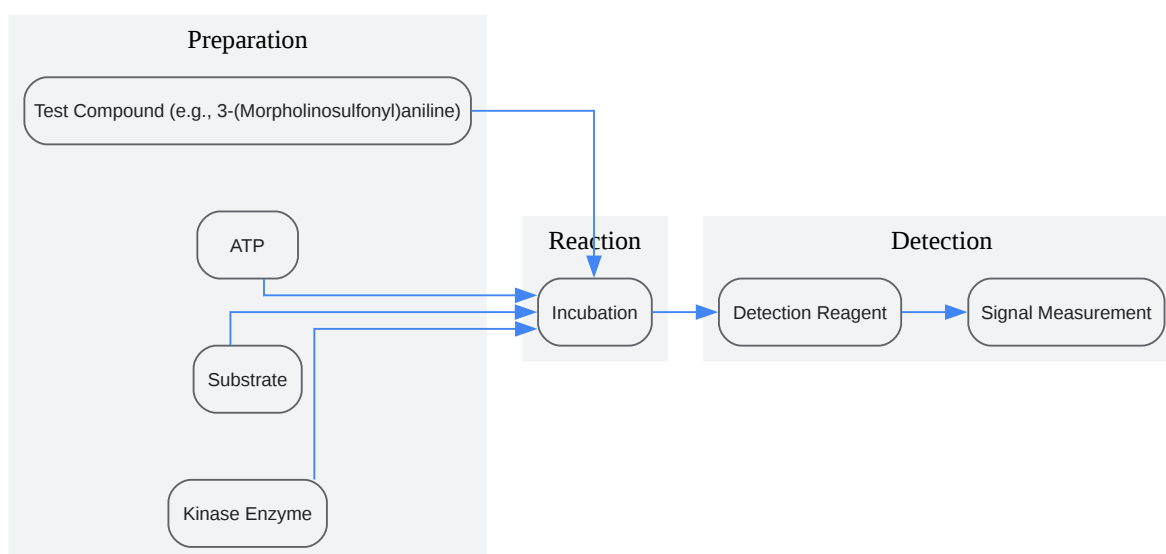 Preparation
Test Compound (e.g., 3-(Morpholinosulfonyl)aniline)
ATP
Substrate
Kinase Enzyme
Reaction
Incubation
Detection
Detection Reagent
Signal Measurement